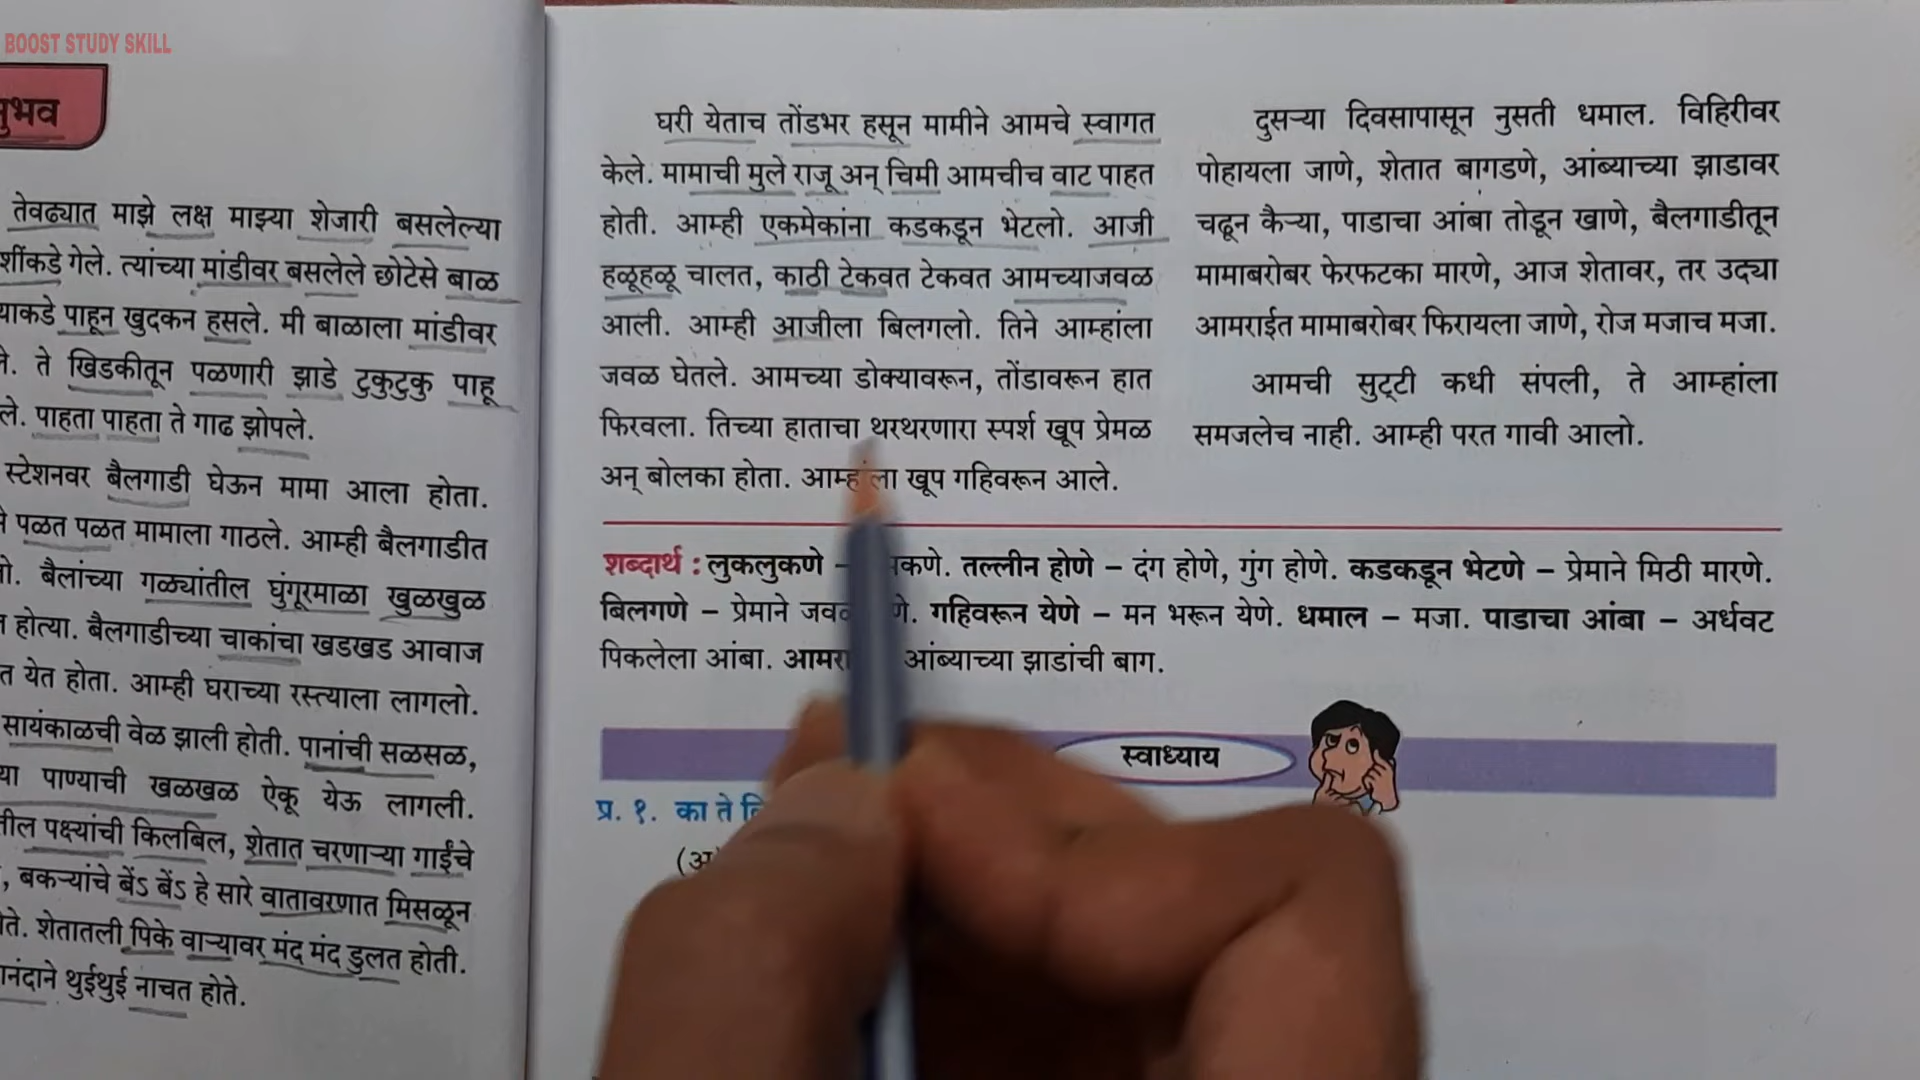 BOOST STUDY SKILL
तेवढ्यात माझे लक्ष माझ्या शेजारी बसलेल्या
गेले. त्यांच्या मांडीवर बसलेले छोटेसे बाळ
पाहून खुदकन हसले. मी बाळाला मांडीवर
ते खिडकीतून पळणारी झाडे टुकुटुकु पाहू
पाहता पाहता ते गाढ झोपले.
स्टेशनवर बैलगाडी घेऊन मामा आला होता.
पळत पळत मामाला गाठले. आम्ही बैलगाडीत
बैलांच्या गळ्यांतील घुंगूरमाळा खुळखुळ
होत्या. बैलगाडीच्या चाकांचा खडखड आवाज
येत होता. आम्ही घराच्या रस्त्याला लागलो.
सायंकाळची वेळ झाली होती. पानांची सळसळ,
पाण्याची खळखळ ऐकू येऊ लागली.
पक्ष्यांची किलबिल, शेतात चरणाऱ्या गाईंचे
, बकऱ्यांचे बेंऽ बेंऽ हे सारे वातावरणात मिसळून
शेतातली पिके वाऱ्यावर मंद मंद डुलत होती.
थुईथुई नाचत होते.
घरी येताच तोंडभर हसून मामीने आमचे स्वागत
केले. मामाची मुले राजू अन् चिमी आमचीच वाट पाहत
होती. आम्ही एकमेकांना कडकडून भेटलो. आजी
हळूहळू चालत, काठी टेकवत टेकवत आमच्याजवळ
आली. आम्ही आजीला बिलगलो. तिने आम्हांला
जवळ घेतले. आमच्या डोक्यावरून, तोंडावरून हात
फिरवला. तिच्या हाताचा थरथरणारा स्पर्श खूप प्रेमळ
अन् बोलका होता. आम्हांला खूप गहिवरून आले.
दुसऱ्या दिवसापासून नुसती धमाल. विहिरीवर
पोहायला जाणे, शेतात बागडणे, आंब्याच्या झाडावर
चढून कैऱ्या, पाडाचा आंबा तोडून खाणे, बैलगाडीतून
मामाबरोबर फेरफटका मारणे, आज शेतावर, तर उद्या
आमराईत मामाबरोबर फिरायला जाणे, रोज मजाच मजा.
आमची सुट्टी कधी संपली, ते आम्हांला
समजलेच नाही. आम्ही परत गावी आलो.
शब्दार्थ : लुकलुकणे – तल्लीन होणे – दंग होणे, गुंग होणे. कडकडून भेटणे – प्रेमाने मिठी मारणे.
बिलगणे – प्रेमाने गहिवरून येणे – मन भरून येणे. धमाल – मजा. पाडाचा आंबा – अर्धवट
पिकलेला आंबा. आंब्याच्या झाडांची बाग.
स्वाध्याय
प्र. १. का ते
(अ)